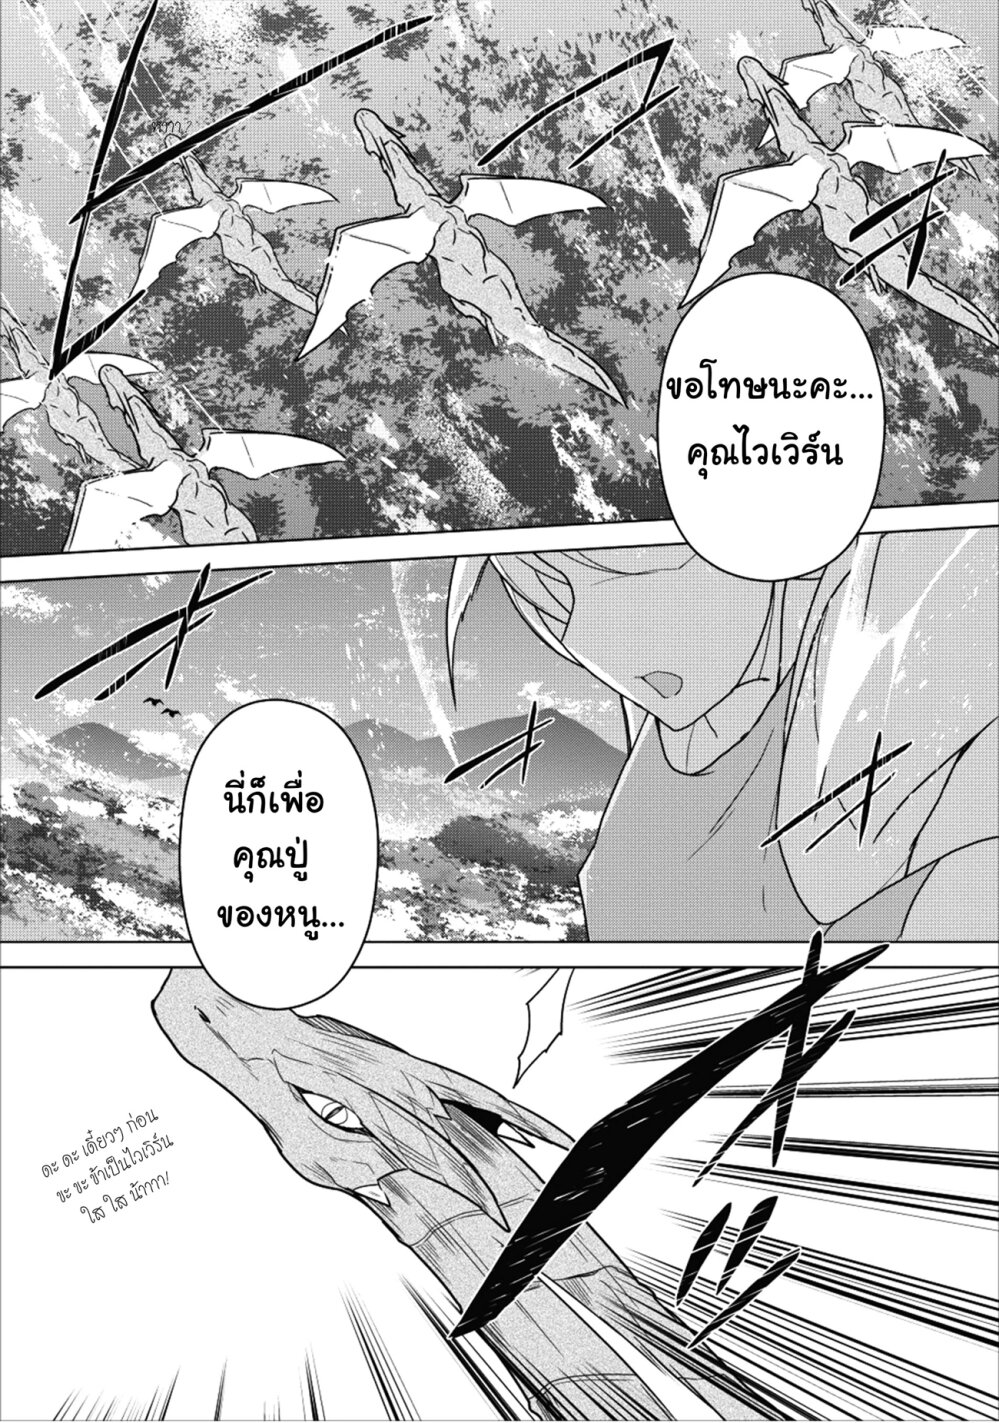 ขอโทษนะคะ...
คุณไวเวิร์น
นี่ก็เพื่อ
คุณปู่
ของหนู...
ดะ ดะ เดี๋ยวๆ ก่อน
ขะ ขะ ข้าเป็นไวเวิร์น
ใส ใส น้าาาา!